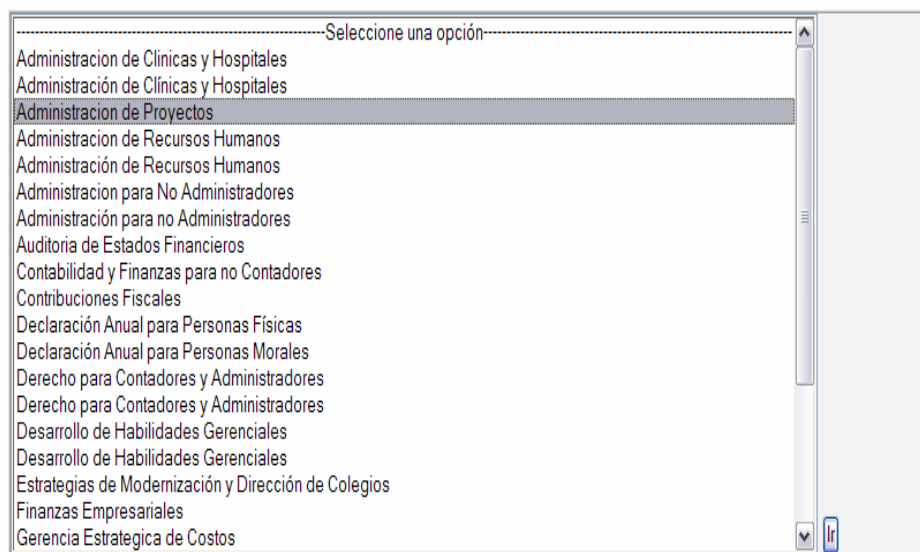 ------------------------------------------------------------------Seleccione una opción------------------------------------------------------------------
Administracion de Clinicas y Hospitales
Administración de Clínicas y Hospitales
Administracion de Proyectos
Administracion de Recursos Humanos
Administración de Recursos Humanos
Administracion para No Administradores
Administración para no Administradores
Auditoria de Estados Financieros
Contabilidad y Finanzas para no Contadores
Contribuciones Fiscales
Declaración Anual para Personas Físicas
Declaración Anual para Personas Morales
Derecho para Contadores y Administradores
Derecho para Contadores y Administradores
Desarrollo de Habilidades Gerenciales
Desarrollo de Habilidades Gerenciales
Estrategias de Modernización y Dirección de Colegios
Finanzas Empresariales
Gerencia Estrategica de Costos
Ir